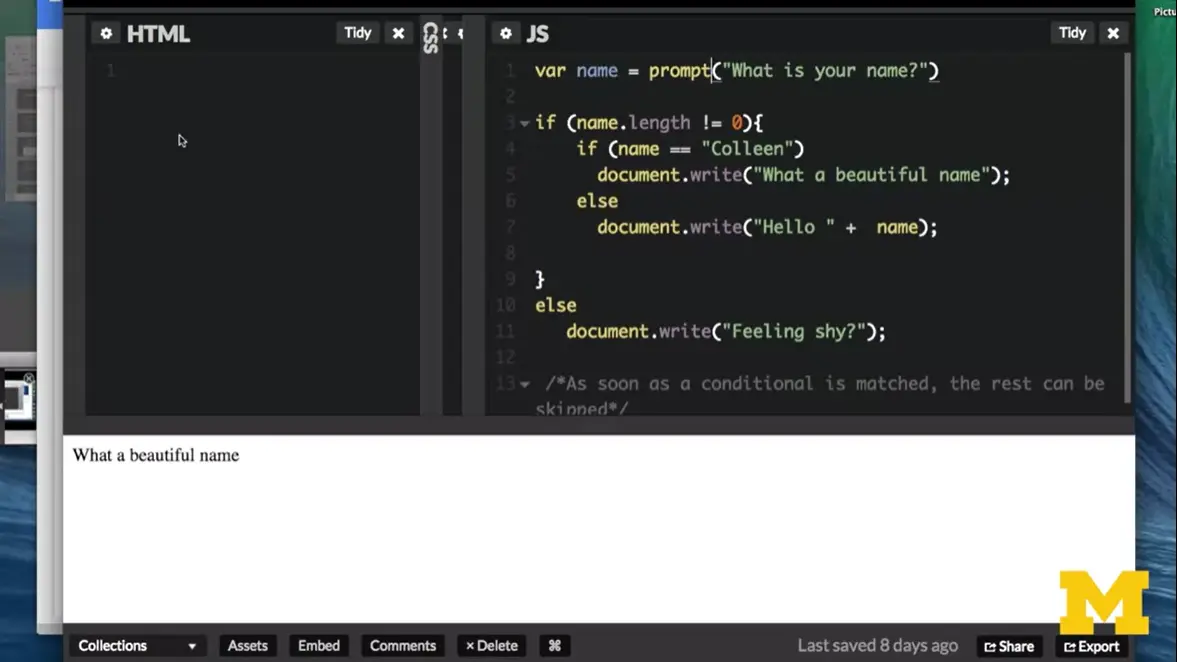 Pictu
HTML
Tidy
CSS
JS
Tidy
1
1 var name = prompt("What is your name?")
2
3 if (name.length != 0){
4 if (name == "Colleen")
5 document.write("What a beautiful name");
6 else
7 document.write("Hello " + name);
8
9 }
10 else
11 document.write("Feeling shy?");
12
13 /*As soon as a conditional is matched, the rest can be
skipped*/
What a beautiful name
M
Collections
Assets
Embed
Comments
× Delete
⌘
Last saved 8 days ago
Share
Export